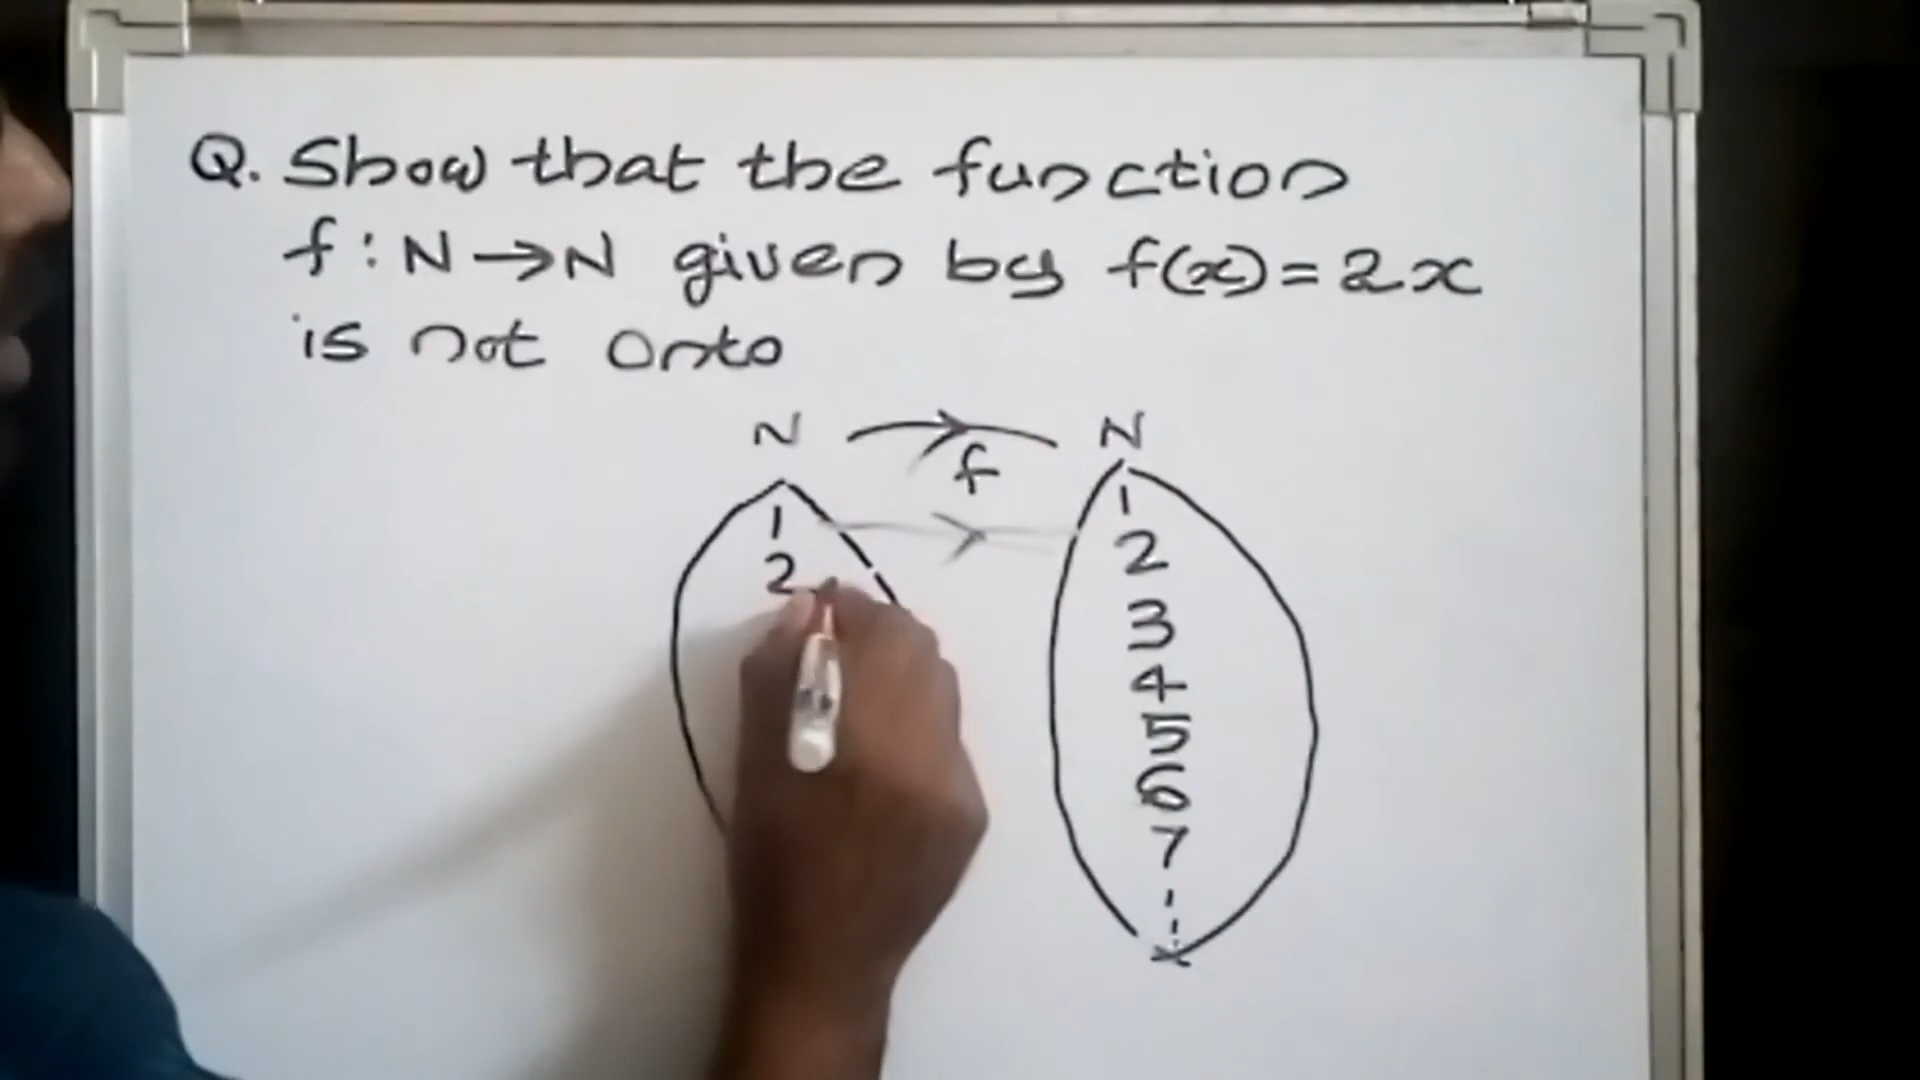 Q. Show that the function
f : N → N given by f(x) = 2x
is not onto
N f N
1 1
2 2
3
4
5
6
7